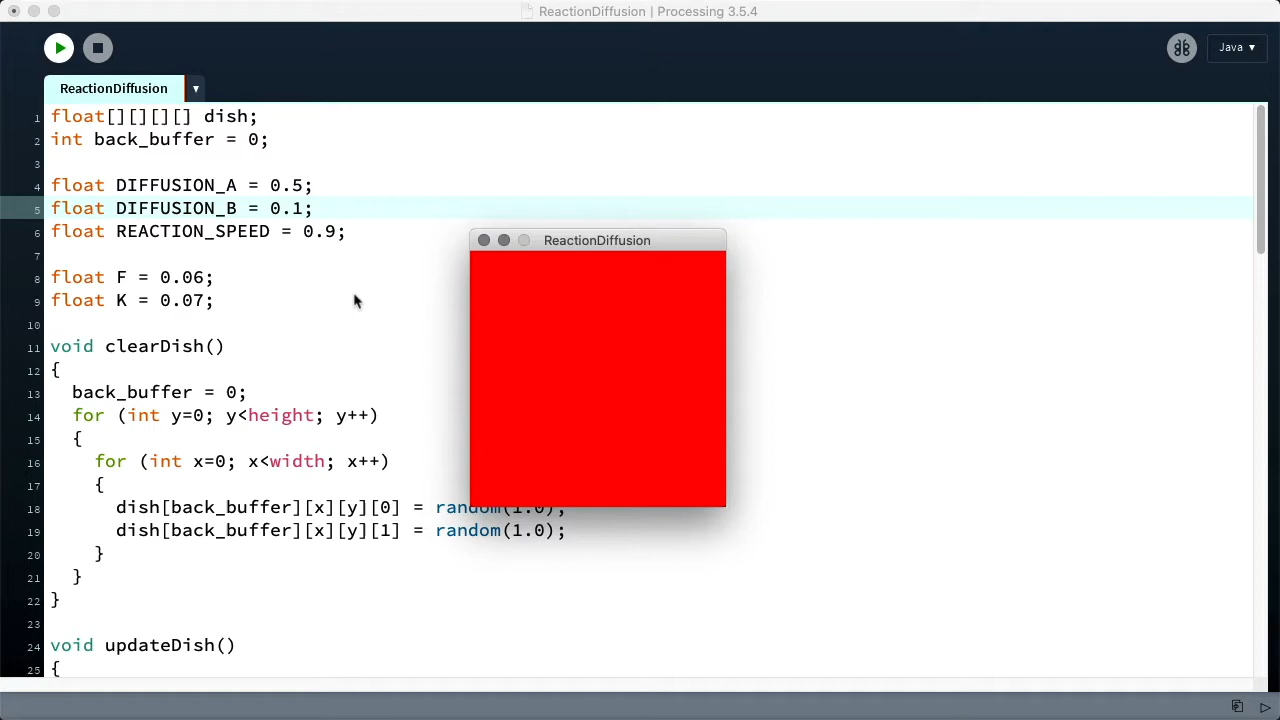 ReactionDiffusion | Processing 3.5.4
Java ▼
ReactionDiffusion ▼
1 float[][][][] dish;
2 int back_buffer = 0;
3
4 float DIFFUSION_A = 0.5;
5 float DIFFUSION_B = 0.1;
6 float REACTION_SPEED = 0.9;
ReactionDiffusion
7
8 float F = 0.06;
9 float K = 0.07;
10
11 void clearDish()
12 {
13 back_buffer = 0;
14 for (int y=0; y<height; y++)
15 {
16 for (int x=0; x<width; x++)
17 {
18 dish[back_buffer][x][y][0] = random(1.0);
19 dish[back_buffer][x][y][1] = random(1.0);
20 }
21 }
22 }
23
24 void updateDish()
25 {